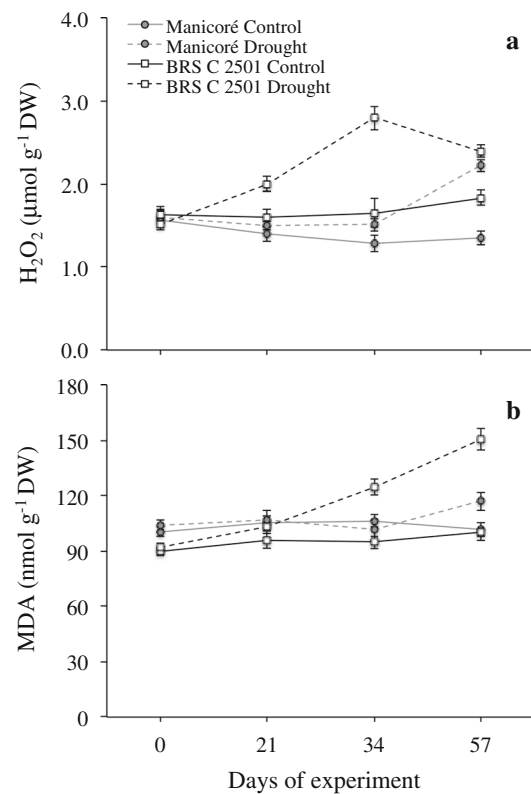 a
Manicoré Control
Manicoré Drought
BRS C 2501 Control
BRS C 2501 Drought
4.0
3.0
2.0
1.0
0.0
H₂O₂ (μmol g⁻¹ DW)
b
180
150
120
90
60
30
0
MDA (nmol g⁻¹ DW)
0 21 34 57
Days of experiment